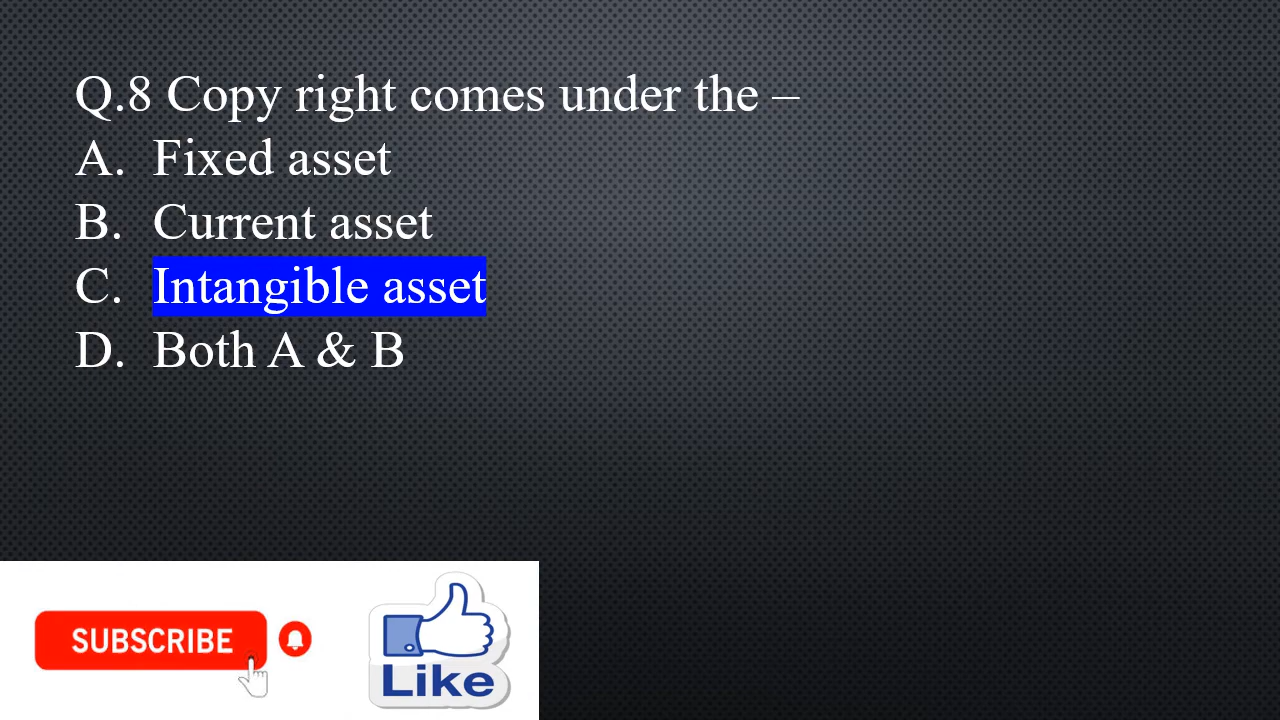 Q.8 Copy right comes under the –
A. Fixed asset
B. Current asset
C. Intangible asset
D. Both A & B
SUBSCRIBE
Like